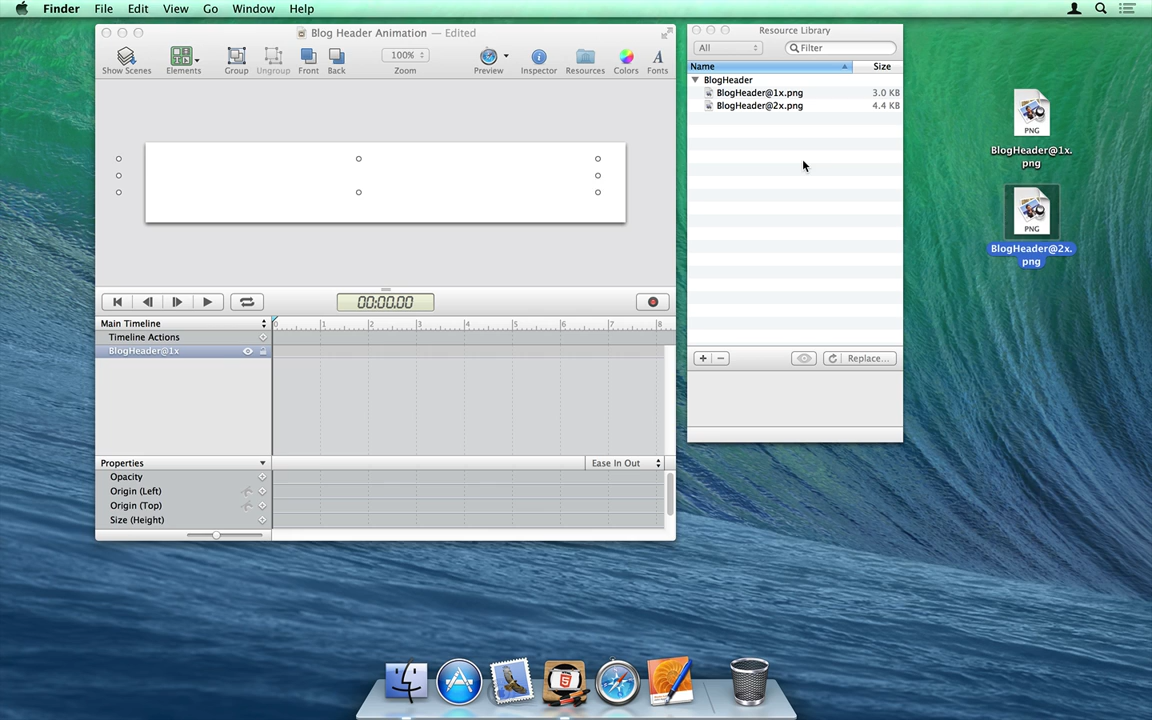 Finder File Edit View Go Window Help
Blog Header Animation — Edited
Show Scenes Elements Group Ungroup Front Back 100% Zoom Preview Inspector Resources Colors Fonts
00:00.00
Main Timeline
0 1 2 3 4 5 6 7 8
Timeline Actions
BlogHeader@1x
Properties
Ease In Out
Opacity
Origin (Left)
Origin (Top)
Size (Height)
Resource Library
All Filter
Name Size
BlogHeader
BlogHeader@1x.png 3.0 KB
BlogHeader@2x.png 4.4 KB
Replace...
PNG
BlogHeader@1x.
png
PNG
BlogHeader@2x.
png
5